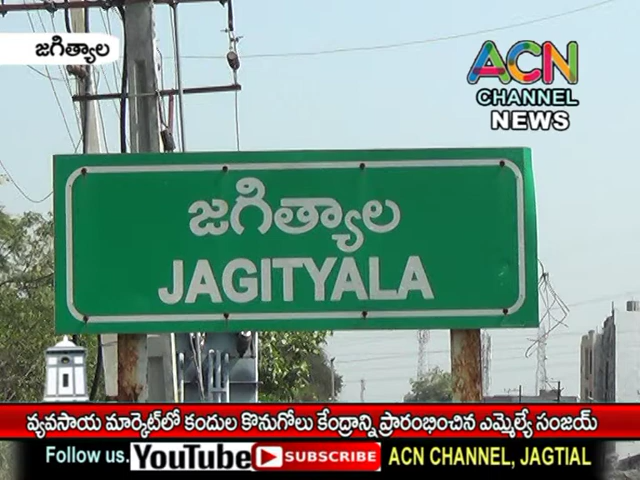 జగిత్యాల
ACN
CHANNEL
NEWS
జగిత్యాల
JAGITYALA
వ్యవసాయ మార్కెట్‌లో కందుల కొనుగోలు కేంద్రాన్ని ప్రారంభించిన ఎమ్మెల్యే సంజయ్
Follow us. YouTube SUBSCRIBE ACN CHANNEL, JAGTIAL